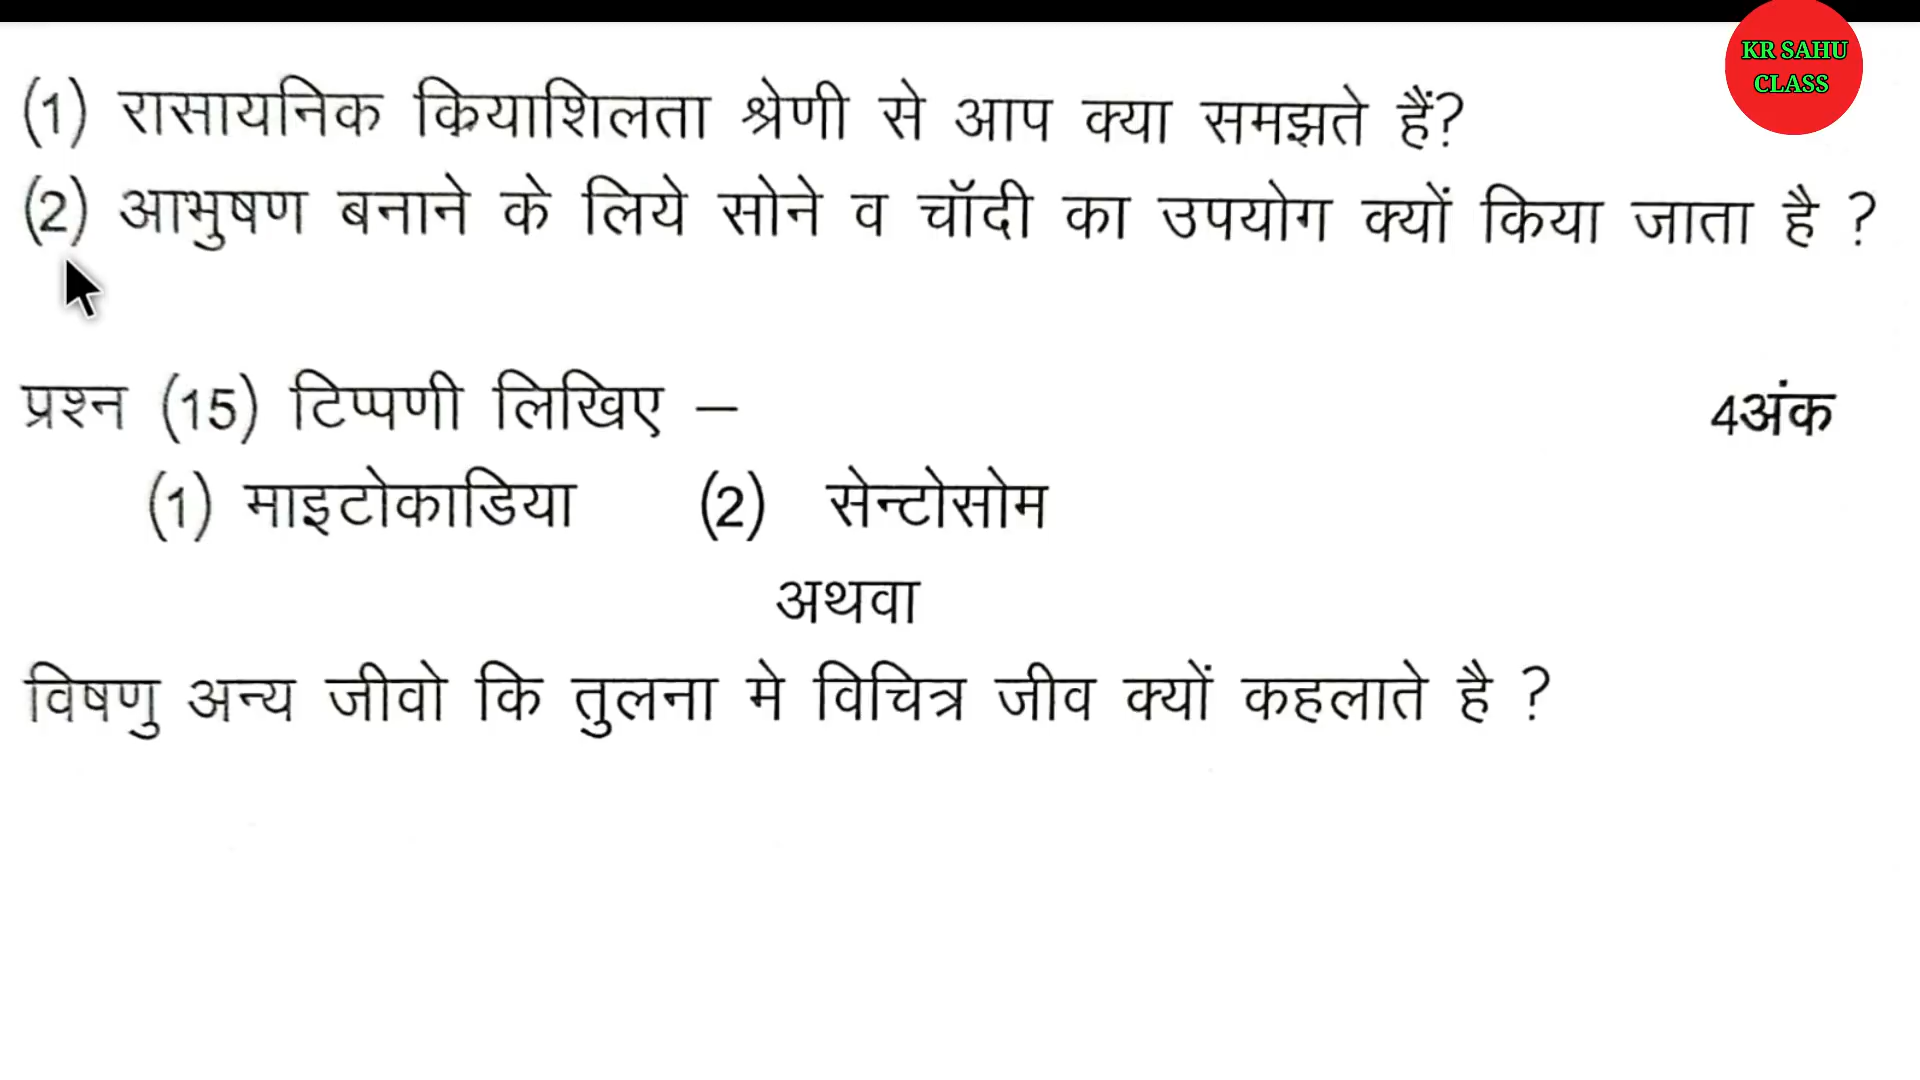 KR SAHU
CLASS
(1) रासायनिक कियाशिलता श्रेणी से आप क्या समझते हैं?
(2) आभुषण बनाने के लिये सोने व चॉदी का उपयोग क्यों किया जाता है ?
प्रश्न (15) टिप्पणी लिखिए – 4अंक
(1) माइटोकाडिया (2) सेन्टोसोम
अथवा
विषणु अन्य जीवो कि तुलना मे विचित्र जीव क्यों कहलाते है ?